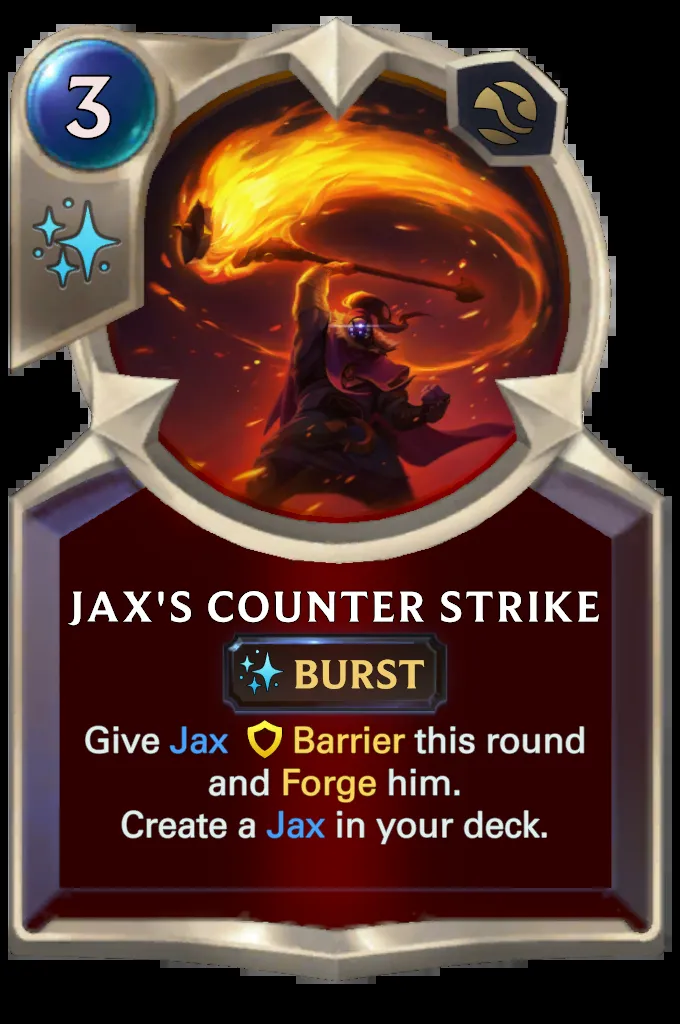 3
JAX'S COUNTER STRIKE
BURST
Give Jax Barrier this round
and Forge him.
Create a Jax in your deck.